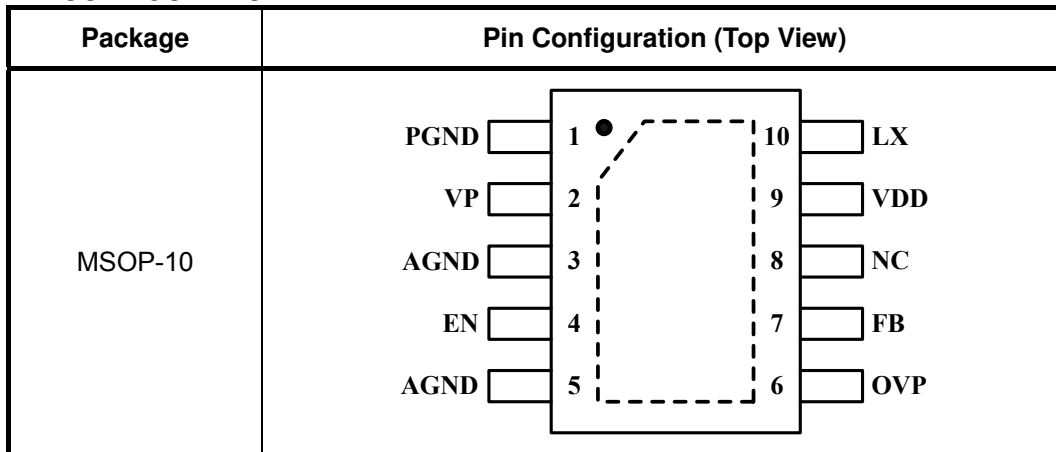 Package Pin Configuration (Top View)
MSOP-10
PGND 1 10 LX
VP 2 9 VDD
AGND 3 8 NC
EN 4 7 FB
AGND 5 6 OVP